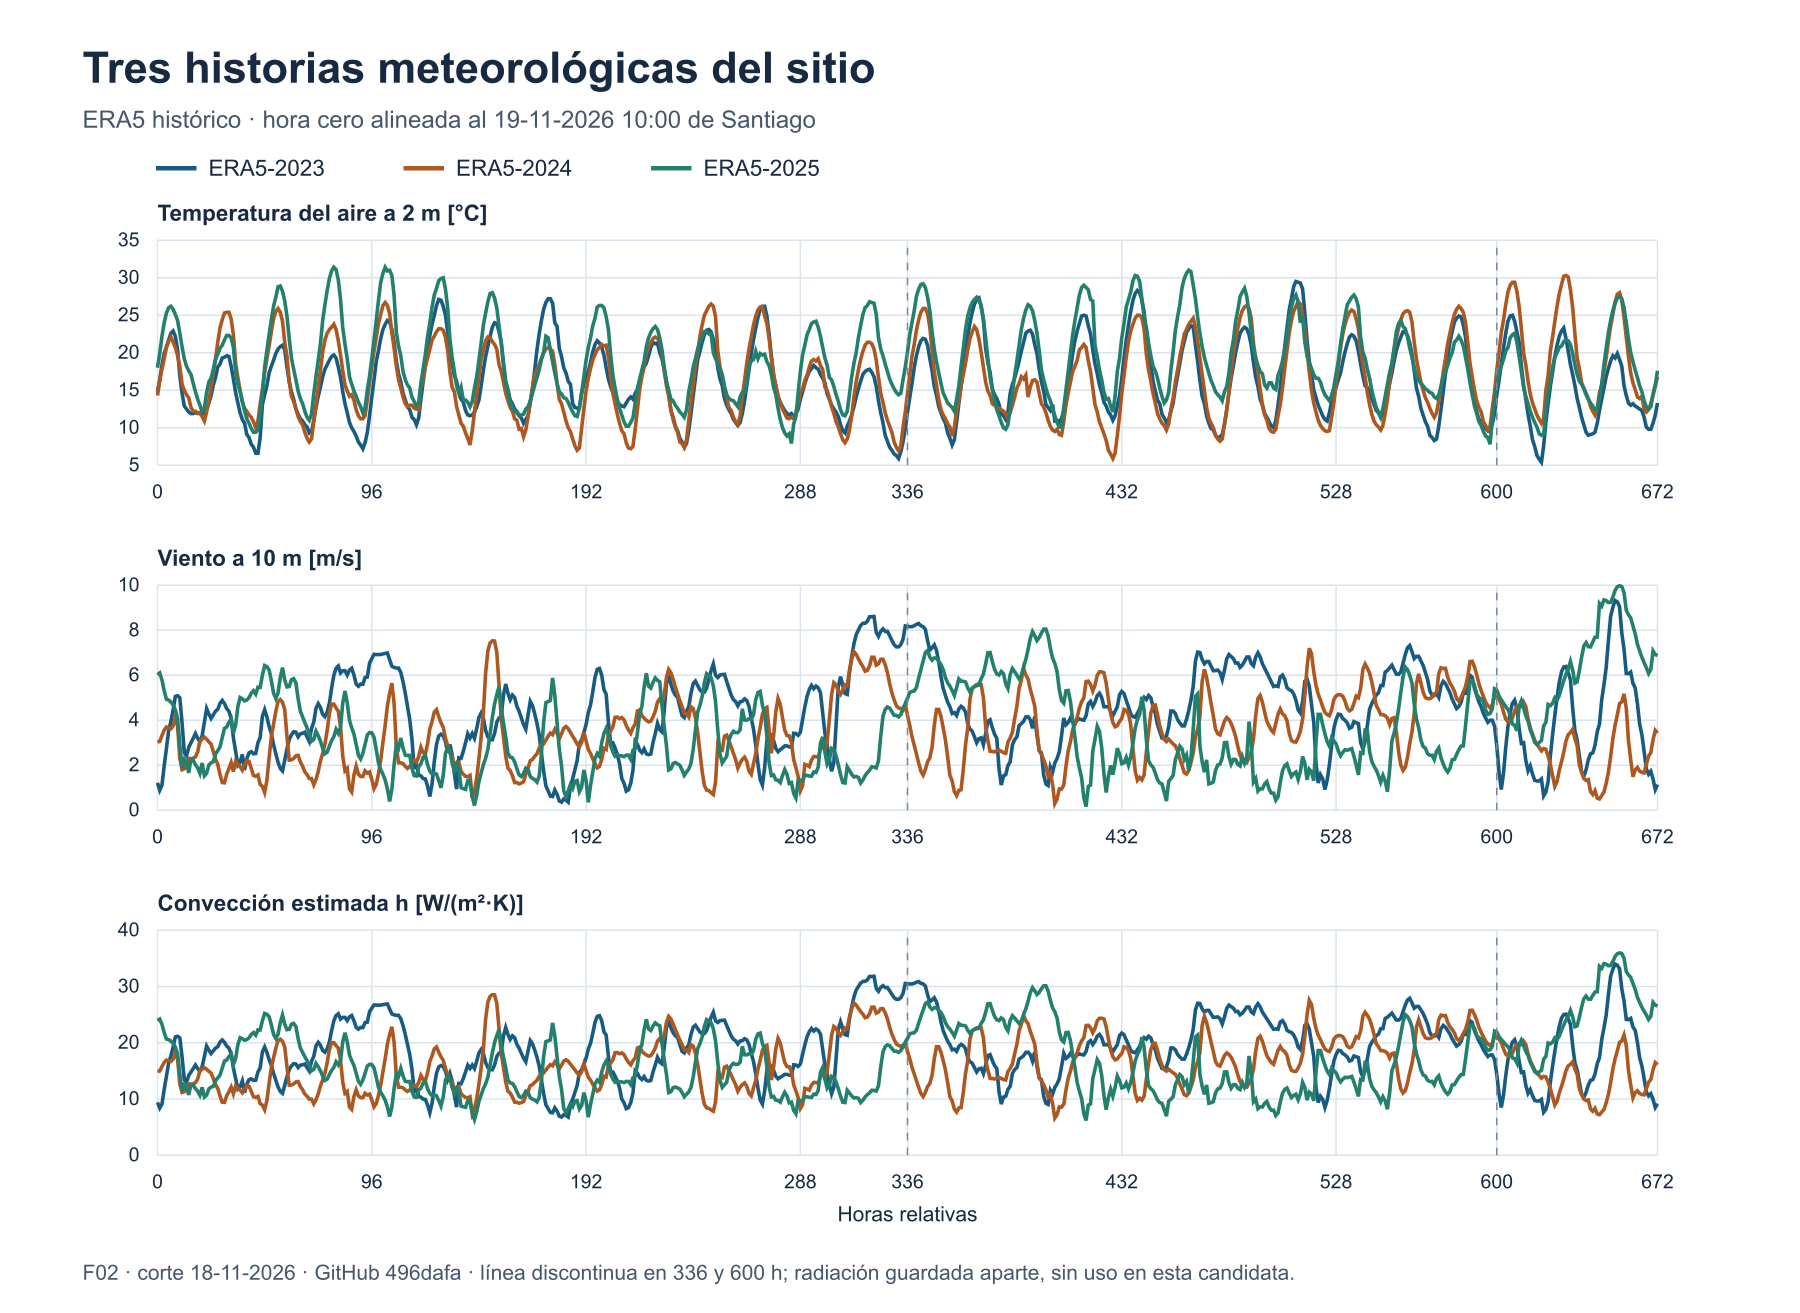 Tres historias meteorológicas del sitio
ERA5 histórico · hora cero alineada al 19-11-2026 10:00 de Santiago
ERA5-2023 ERA5-2024 ERA5-2025
Temperatura del aire a 2 m [°C]
35
30
25
20
15
10
5
0 96 192 288 336 432 528 600 672
Viento a 10 m [m/s]
10
8
6
4
2
0
0 96 192 288 336 432 528 600 672
Convección estimada h [W/(m²·K)]
40
30
20
10
0
0 96 192 288 336 432 528 600 672
Horas relativas
F02 · corte 18-11-2026 · GitHub 496dafa · línea discontinua en 336 y 600 h; radiación guardada aparte, sin uso en esta candidata.